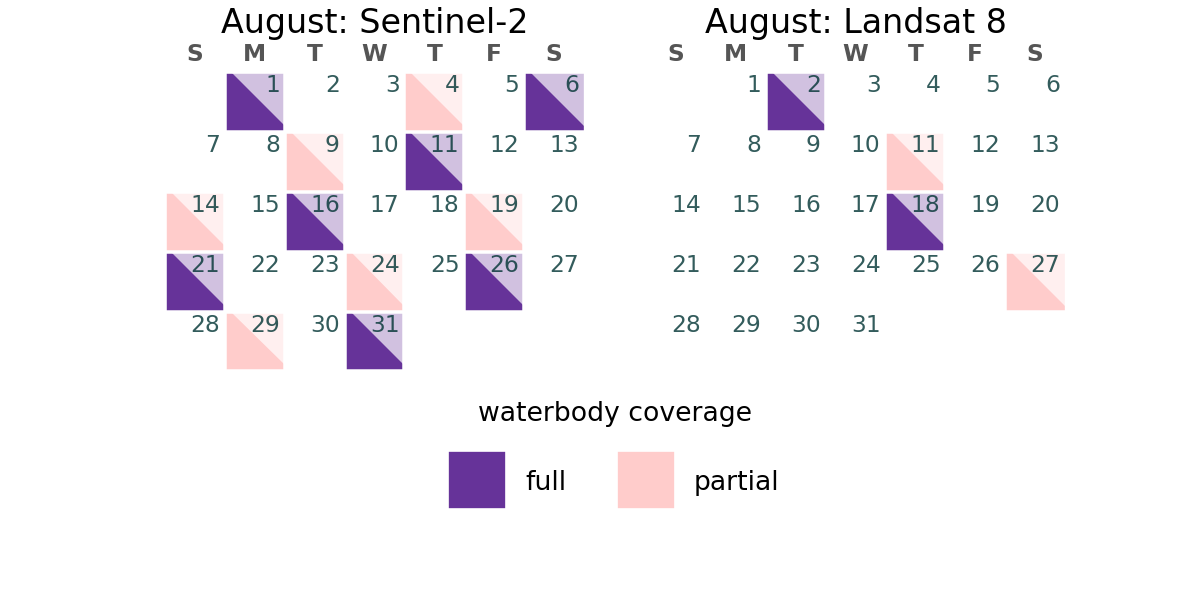 August: Sentinel-2
S M T W T F S
1 2 3 4 5 6
7 8 9 10 11 12 13
14 15 16 17 18 19 20
21 22 23 24 25 26 27
28 29 30 31
August: Landsat 8
S M T W T F S
1 2 3 4 5 6
7 8 9 10 11 12 13
14 15 16 17 18 19 20
21 22 23 24 25 26 27
28 29 30 31
waterbody coverage
full partial